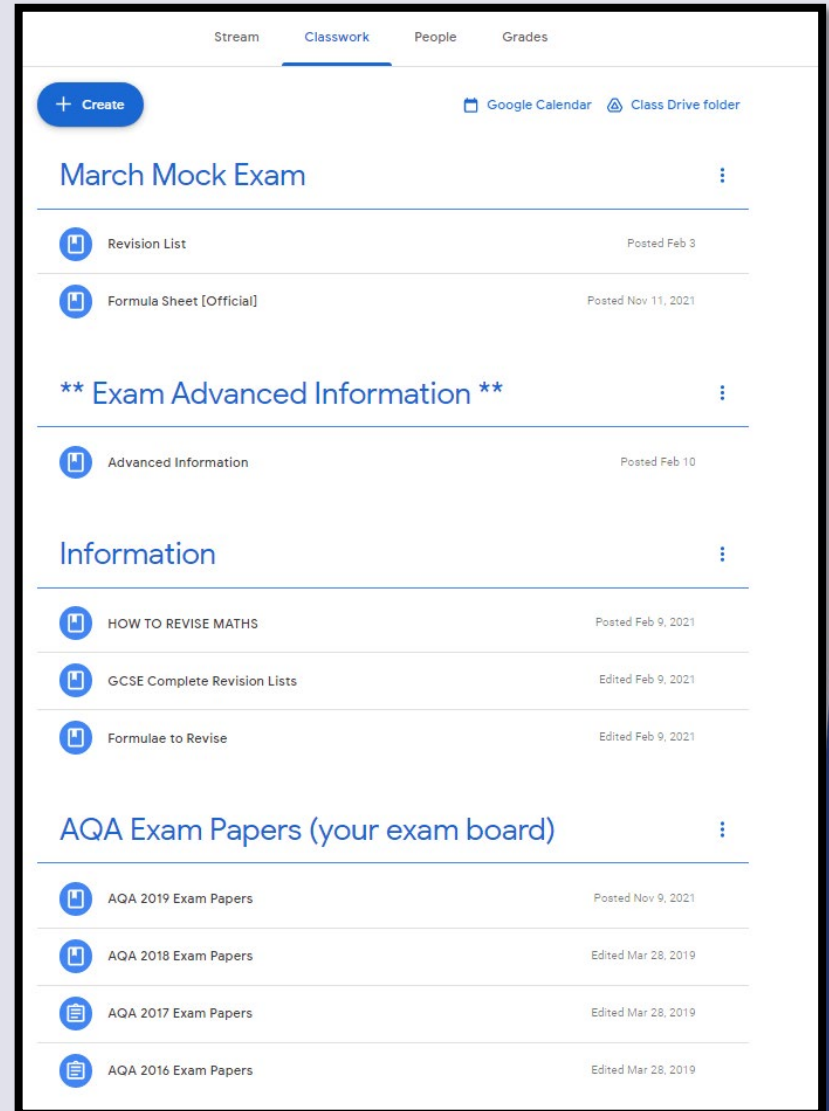 Stream Classwork People Grades
+ Create Google Calendar Class Drive folder
March Mock Exam
Revision List Posted Feb 3
Formula Sheet [Official] Posted Nov 11, 2021
** Exam Advanced Information **
Advanced Information Posted Feb 10
Information
HOW TO REVISE MATHS Posted Feb 9, 2021
GCSE Complete Revision Lists Edited Feb 9, 2021
Formulae to Revise Edited Feb 9, 2021
AQA Exam Papers (your exam board)
AQA 2019 Exam Papers Posted Nov 9, 2021
AQA 2018 Exam Papers Edited Mar 28, 2019
AQA 2017 Exam Papers Edited Mar 28, 2019
AQA 2016 Exam Papers Edited Mar 28, 2019